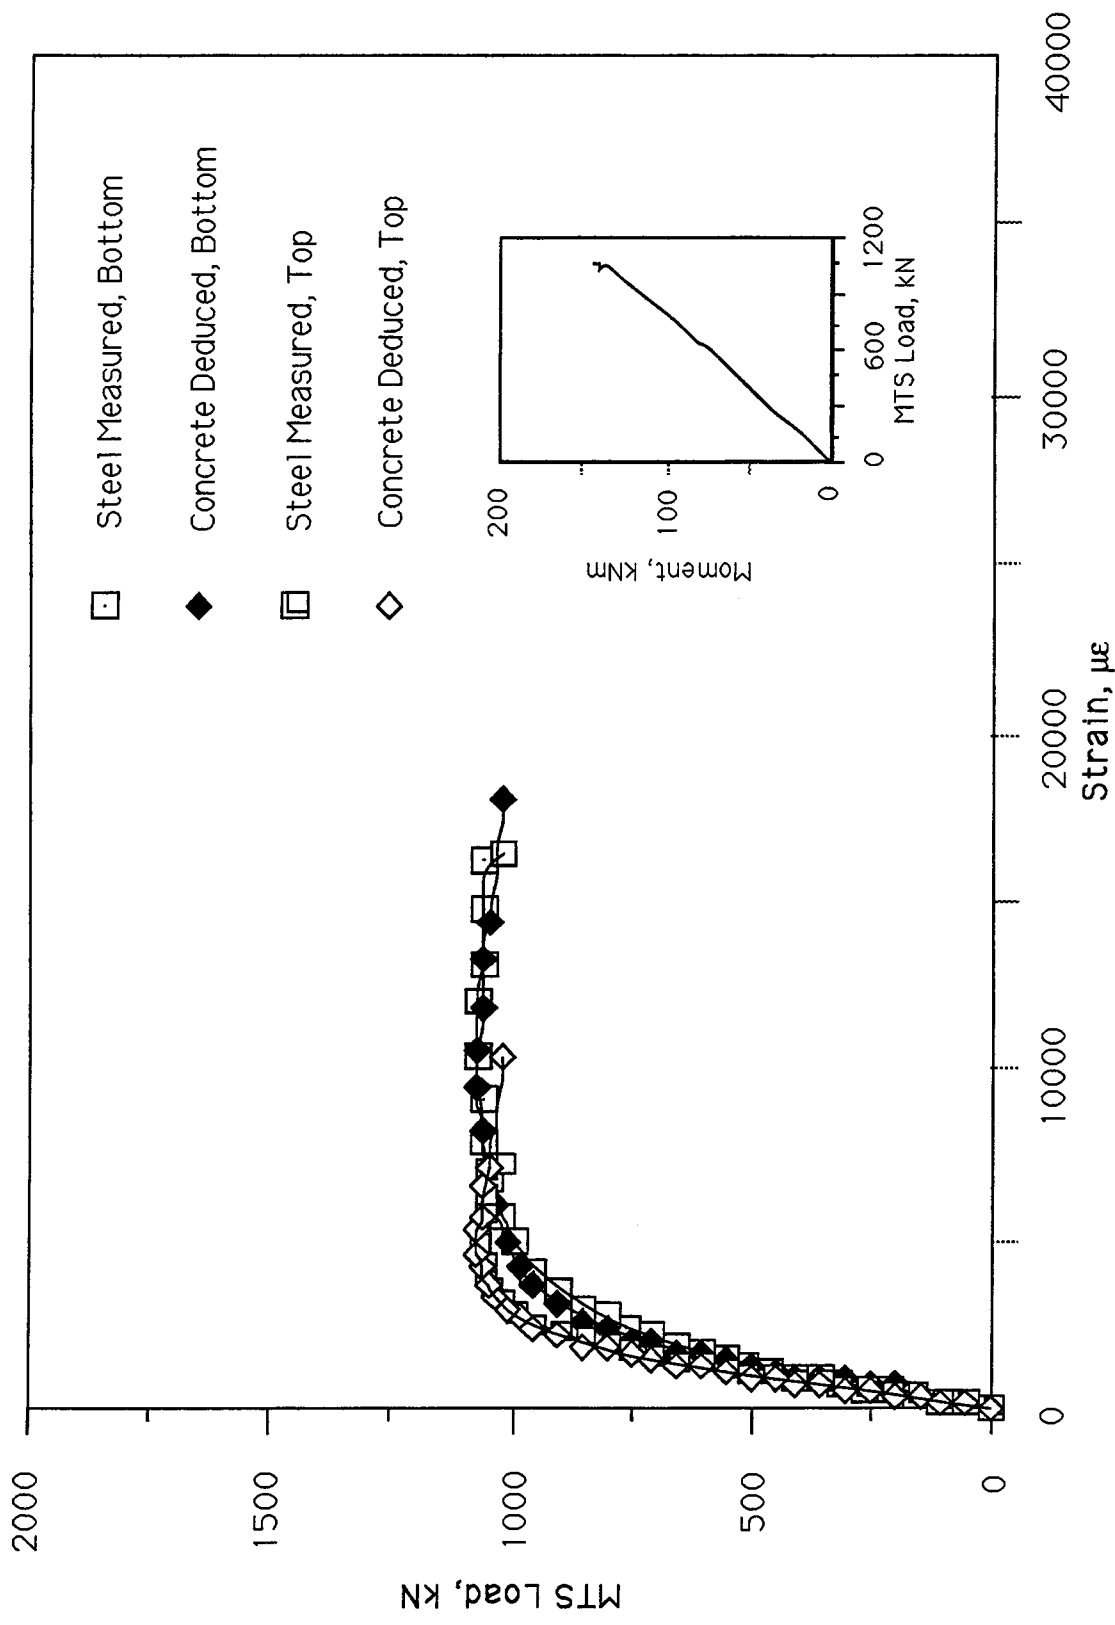 2000
1500
1000
500
0
MTS Load, kN
0
10000
20000
30000
40000
Strain, µε
Steel Measured, Bottom
Concrete Deduced, Bottom
Steel Measured, Top
Concrete Deduced, Top
200
100
0
Moment, kNm
0
600
1200
MTS Load, kN